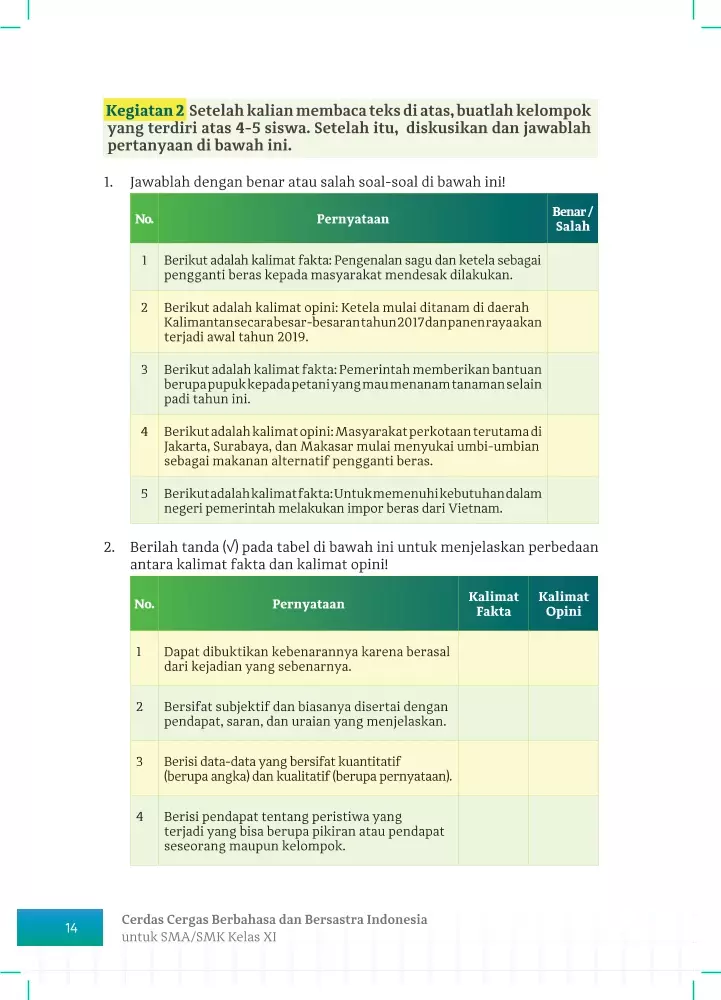 Kegiatan 2 Setelah kalian membaca teks di atas, buatlah kelompok
yang terdiri atas 4-5 siswa. Setelah itu, diskusikan dan jawablah
pertanyaan di bawah ini.
1. Jawablah dengan benar atau salah soal-soal di bawah ini!
No. Pernyataan Benar / Salah
1 Berikut adalah kalimat fakta: Pengenalan sagu dan ketela sebagai
pengganti beras kepada masyarakat mendesak dilakukan.
2 Berikut adalah kalimat opini: Ketela mulai ditanam di daerah
Kalimantan secara besar-besaran tahun 2017 dan panen raya akan
terjadi awal tahun 2019.
3 Berikut adalah kalimat fakta: Pemerintah memberikan bantuan
berupa pupuk kepada petani yang mau menanam tanaman selain
padi tahun ini.
4 Berikut adalah kalimat opini: Masyarakat perkotaan terutama di
Jakarta, Surabaya, dan Makasar mulai menyukai umbi-umbian
sebagai makanan alternatif pengganti beras.
5 Berikut adalah kalimat fakta: Untuk memenuhi kebutuhan dalam
negeri pemerintah melakukan impor beras dari Vietnam.
2. Berilah tanda (√) pada tabel di bawah ini untuk menjelaskan perbedaan
antara kalimat fakta dan kalimat opini!
No. Pernyataan Kalimat Fakta Kalimat Opini
1 Dapat dibuktikan kebenarannya karena berasal
dari kejadian yang sebenarnya.
2 Bersifat subjektif dan biasanya disertai dengan
pendapat, saran, dan uraian yang menjelaskan.
3 Berisi data-data yang bersifat kuantitatif
(berupa angka) dan kualitatif (berupa pernyataan).
4 Berisi pendapat tentang peristiwa yang
terjadi yang bisa berupa pikiran atau pendapat
seseorang maupun kelompok.
14
Cerdas Cergas Berbahasa dan Bersastra Indonesia
untuk SMA/SMK Kelas XI